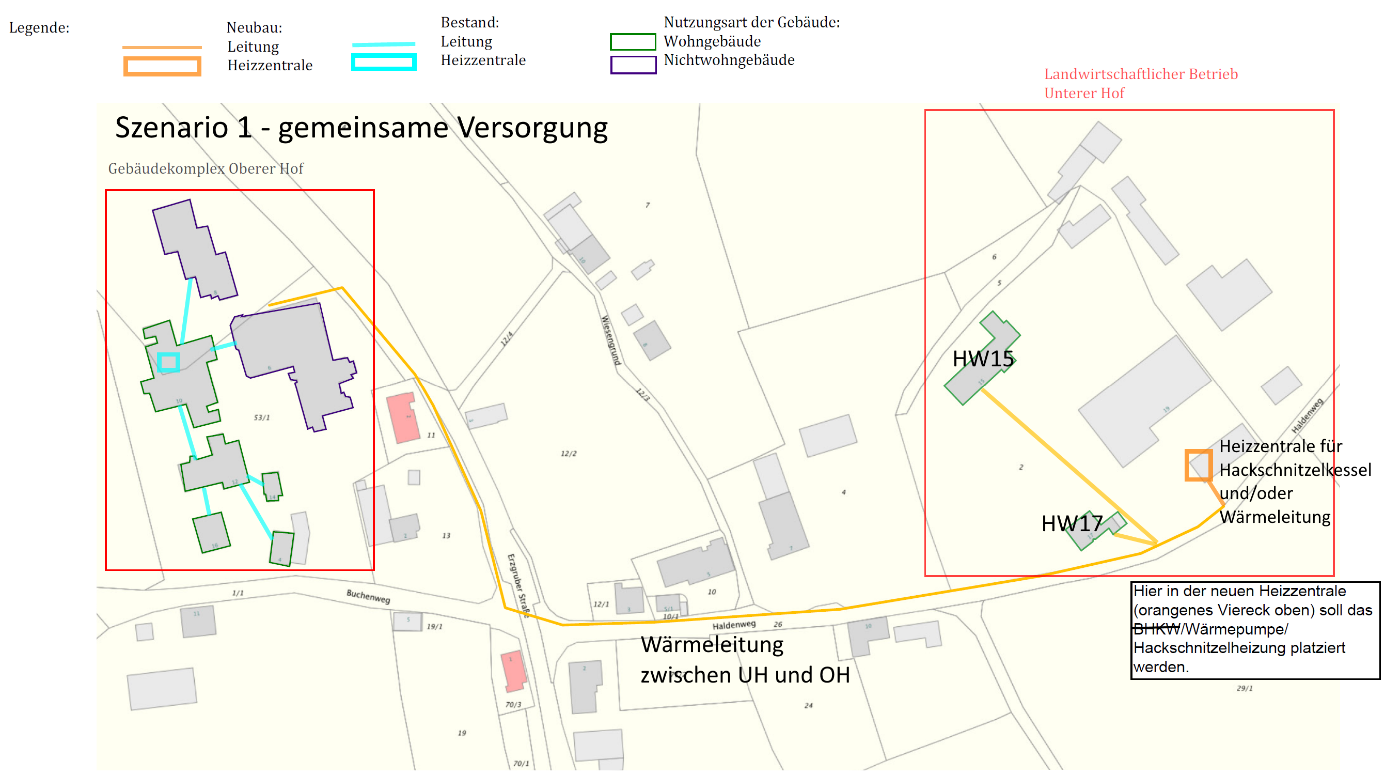 Legende:
Neubau:
Leitung
Heizzentrale
Bestand:
Leitung
Heizzentrale
Nutzungsart der Gebäude:
Wohngebäude
Nichtwohngebäude
Landwirtschaftlicher Betrieb
Unterer Hof
Szenario 1 - gemeinsame Versorgung
Gebäudekomplex Oberer Hof
7
6
5
12/4
Wiesengrund
12/3
HW15
53/1
11
12/2
4
2
19
Haldenweg
Heizzentrale für
Hackschnitzelkessel
und/oder
Wärmeleitung
HW17
13
Erzgruber Straße
1/1
Buchenweg
12/1
10
10/1
Haldenweg
26
19/1
Hier in der neuen Heizzentrale
(orangenes Viereck oben) soll das
BHKW/Wärmepumpe/
Hackschnitzelheizung platziert
werden.
Wärmeleitung
zwischen UH und OH
29/1
70/3
24
19
70/1